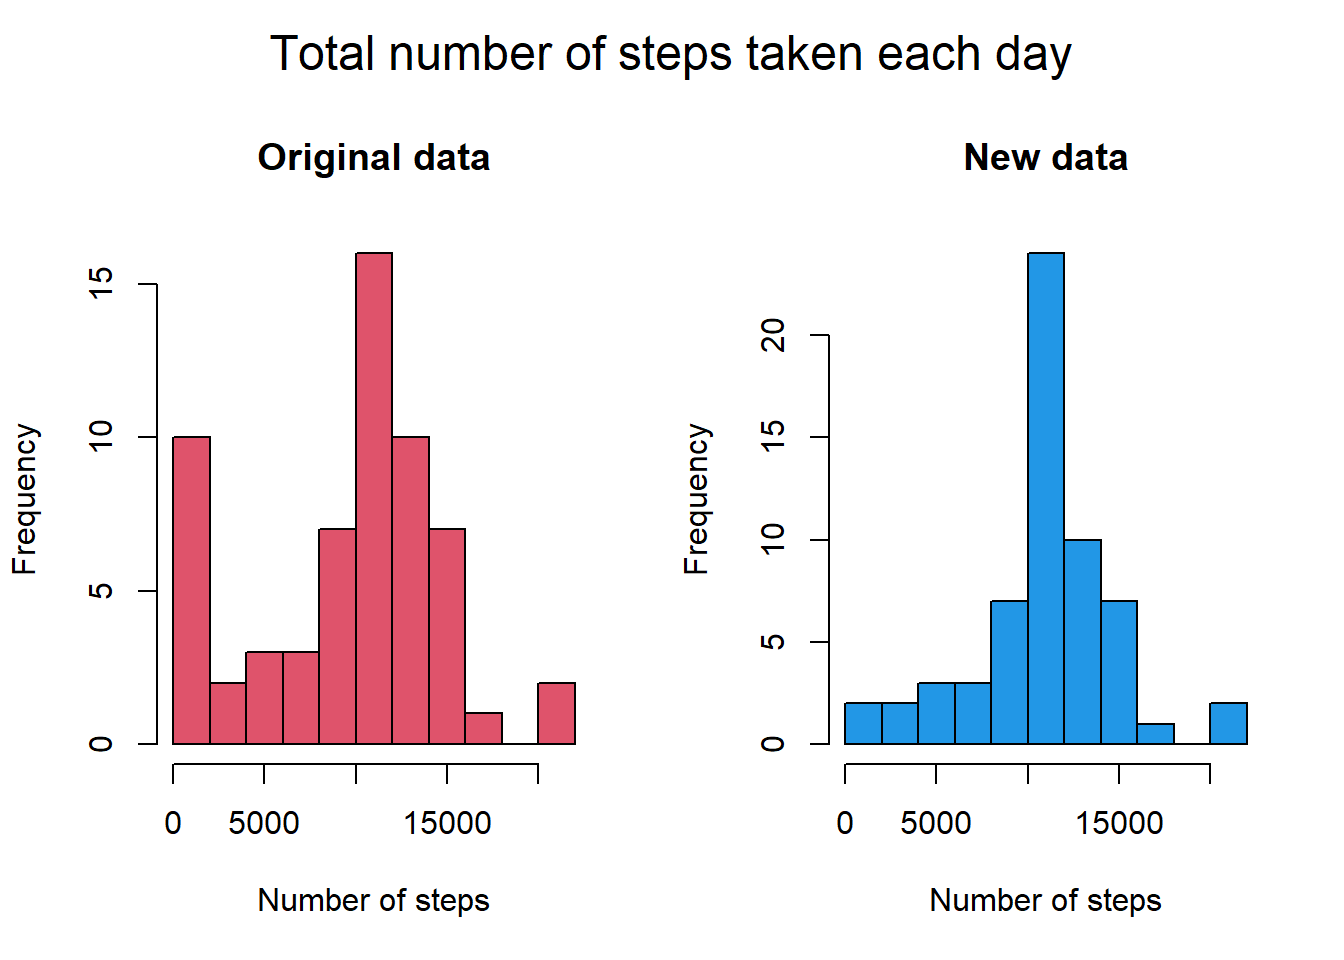 Total number of steps taken each day
Original data
Frequency
15
10
5
0
0 5000 15000
Number of steps
New data
Frequency
20
15
10
5
0
0 5000 15000
Number of steps